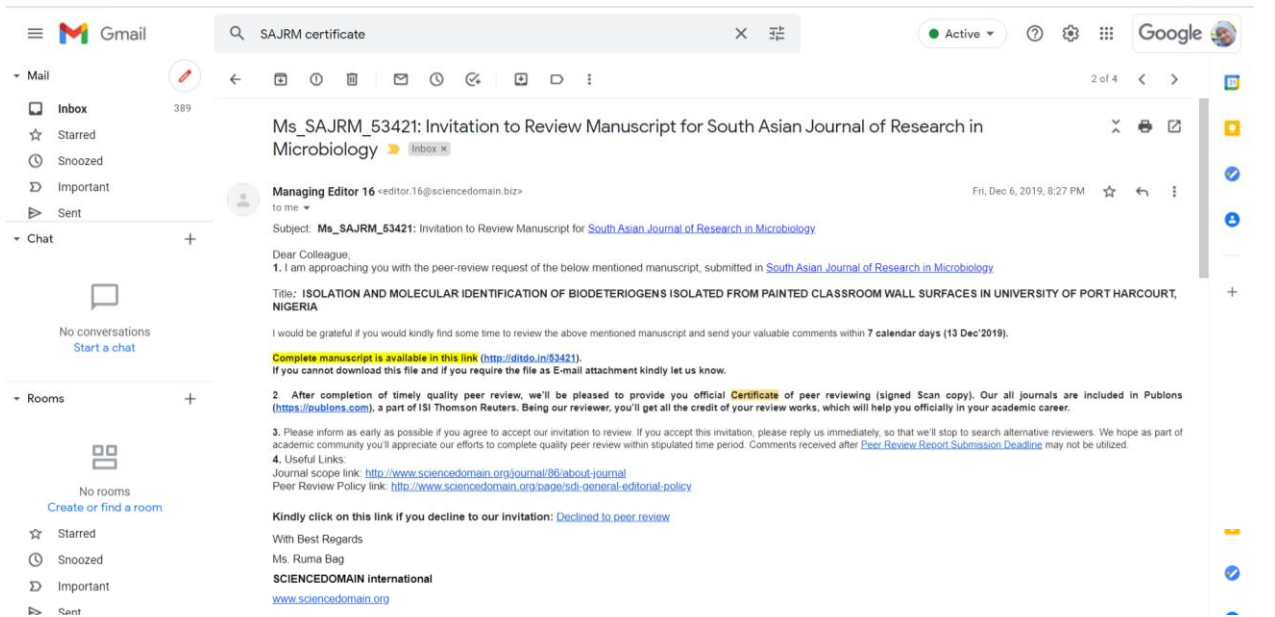 Gmail
SAJRM certificate
Active
Google
Mail
2 of 4
Inbox 389
Starred
Snoozed
Important
Sent
Chat
No conversations
Start a chat
Rooms
No rooms
Create or find a room
Starred
Snoozed
Important
Sent
Ms_SAJRM_53421: Invitation to Review Manuscript for South Asian Journal of Research in
Microbiology Inbox ×
Managing Editor 16 <editor.16@sciencedomain.biz> Fri, Dec 6, 2019, 8:27 PM
to me
Subject: Ms_SAJRM_53421: Invitation to Review Manuscript for South Asian Journal of Research in Microbiology
Dear Colleague,
1. I am approaching you with the peer-review request of the below mentioned manuscript, submitted in South Asian Journal of Research in Microbiology
Title: ISOLATION AND MOLECULAR IDENTIFICATION OF BIODETERIOGENS ISOLATED FROM PAINTED CLASSROOM WALL SURFACES IN UNIVERSITY OF PORT HARCOURT,
NIGERIA
I would be grateful if you would kindly find some time to review the above mentioned manuscript and send your valuable comments within 7 calendar days (13 Dec'2019).
Complete manuscript is available in this link (http://ditdo.in/53421).
If you cannot download this file and if you require the file as E-mail attachment kindly let us know.
2. After completion of timely quality peer review, we'll be pleased to provide you official Certificate of peer reviewing (signed Scan copy). Our all journals are included in Publons
(https://publons.com), a part of ISI Thomson Reuters. Being our reviewer, you'll get all the credit of your review works, which will help you officially in your academic career.
3. Please inform as early as possible if you agree to accept our invitation to review. If you accept this invitation, please reply us immediately, so that we'll stop to search alternative reviewers. We hope as part of
academic community you'll appreciate our efforts to complete quality peer review within stipulated time period. Comments received after Peer Review Report Submission Deadline may not be utilized.
4. Useful Links:
Journal scope link: http://www.sciencedomain.org/journal/86/about-journal
Peer Review Policy link: http://www.sciencedomain.org/page/sdi-general-editorial-policy
Kindly click on this link if you decline to our invitation: Declined to peer review
With Best Regards
Ms. Ruma Bag
SCIENCEDOMAIN international
www.sciencedomain.org